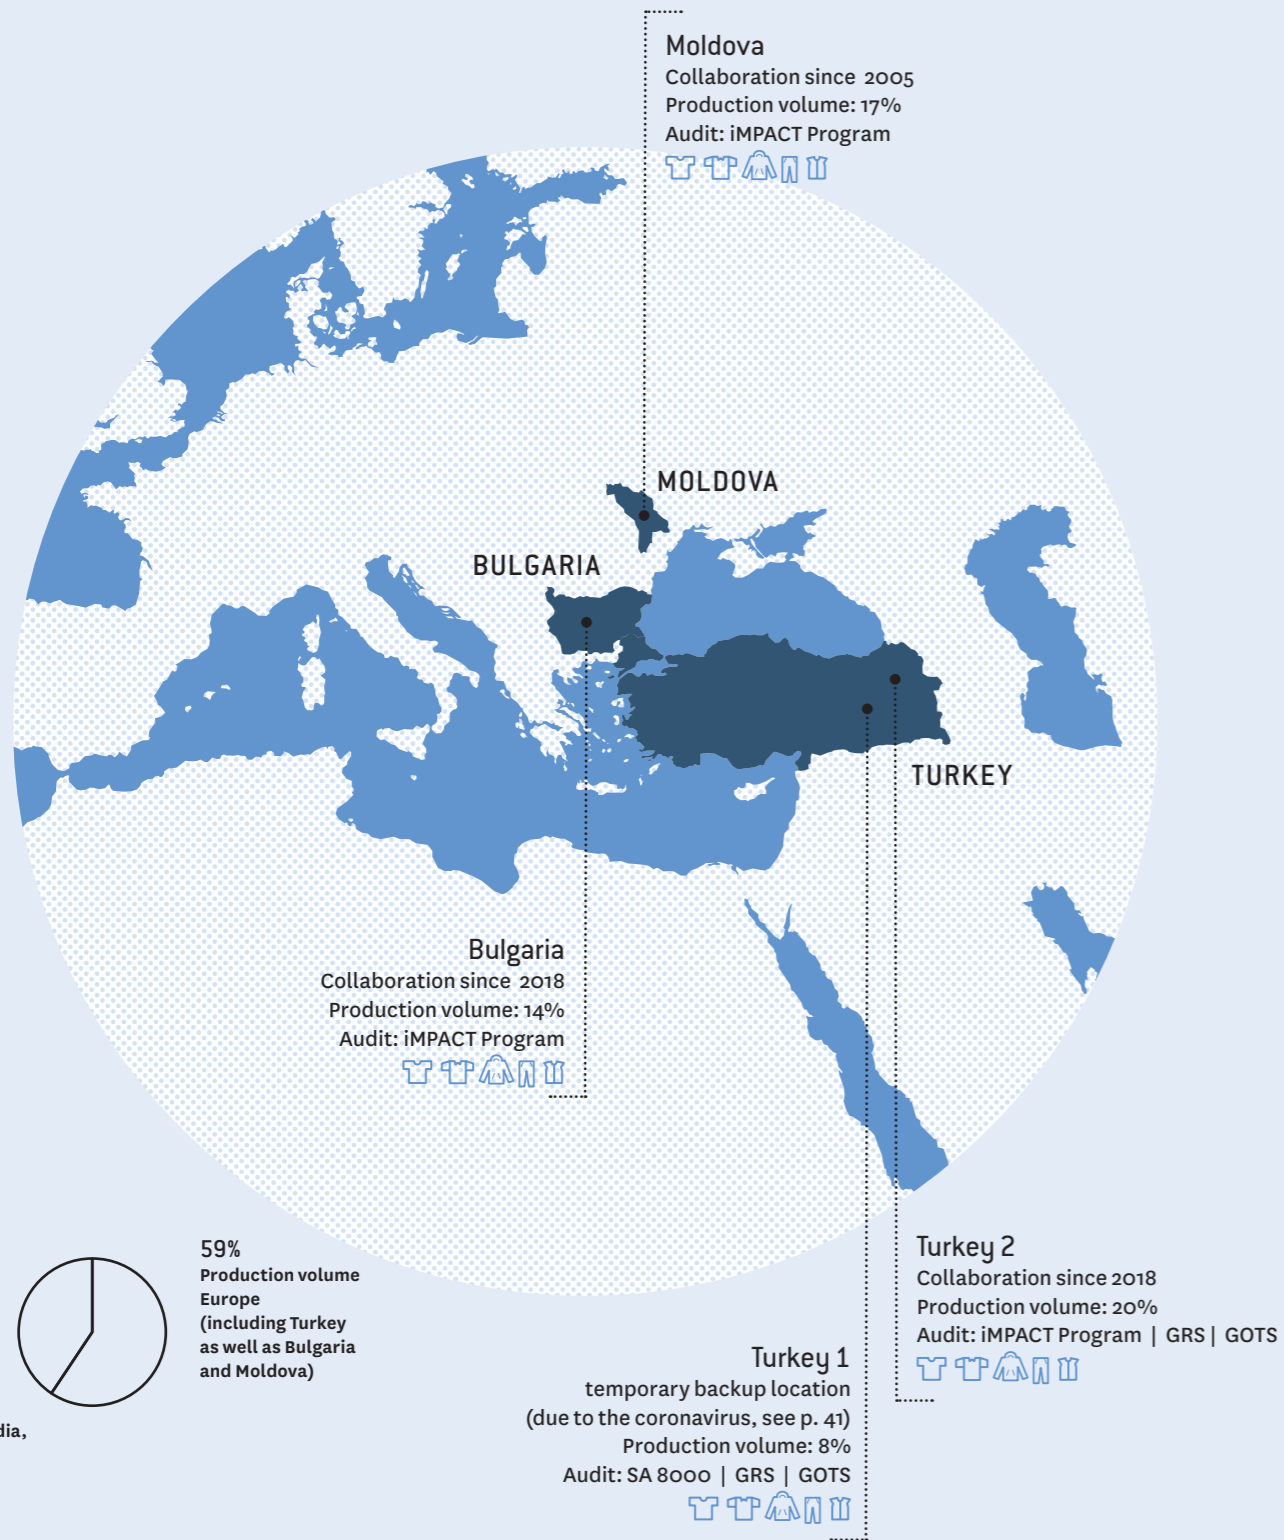 Moldova
Collaboration since 2005
Production volume: 17%
Audit: iMPACT Program
MOLDOVA
BULGARIA
TURKEY
Bulgaria
Collaboration since 2018
Production volume: 14%
Audit: iMPACT Program
59%
Production volume
Europe
(including Turkey
as well as Bulgaria
and Moldova)
dia,
Turkey 2
Collaboration since 2018
Production volume: 20%
Audit: iMPACT Program | GRS | GOTS
Turkey 1
temporary backup location
(due to the coronavirus, see p. 41)
Production volume: 8%
Audit: SA 8000 | GRS | GOTS